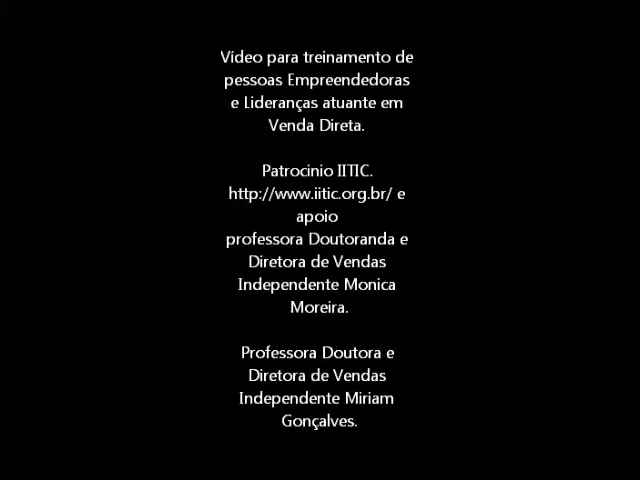 Vídeo para treinamento de
pessoas Empreendedoras
e Lideranças atuante em
Venda Direta.
Patrocinio IITIC.
http://www.iitic.org.br/ e
apoio
professora Doutoranda e
Diretora de Vendas
Independente Monica
Moreira.
Professora Doutora e
Diretora de Vendas
Independente Miriam
Gonçalves.